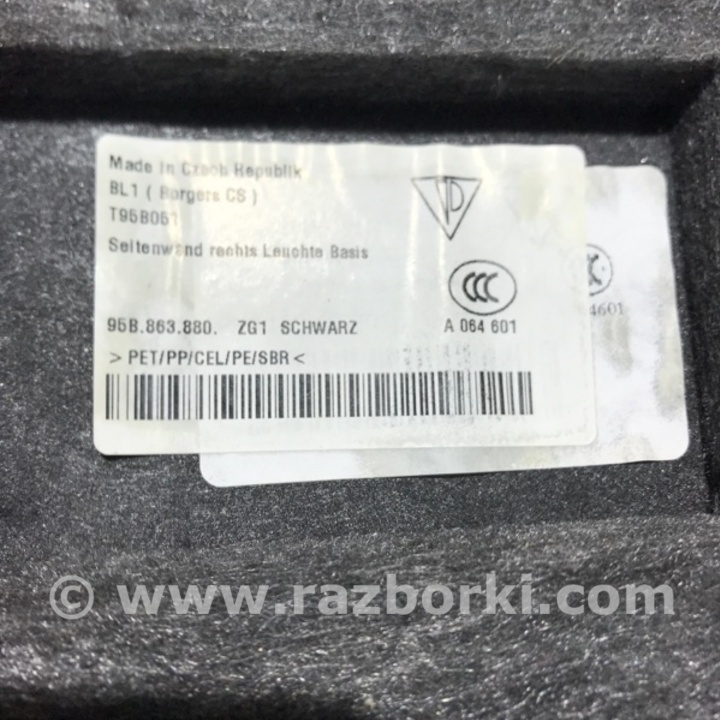 Made in Czech Republik
BL1 ( Borgers CS )
T95B051
Seitenwand rechts Leuchte Basis
95B.863.880. ZG1 SCHWARZ
A 064 601
> PET/PP/CEL/PE/SBR <
4601
© www.razborki.com